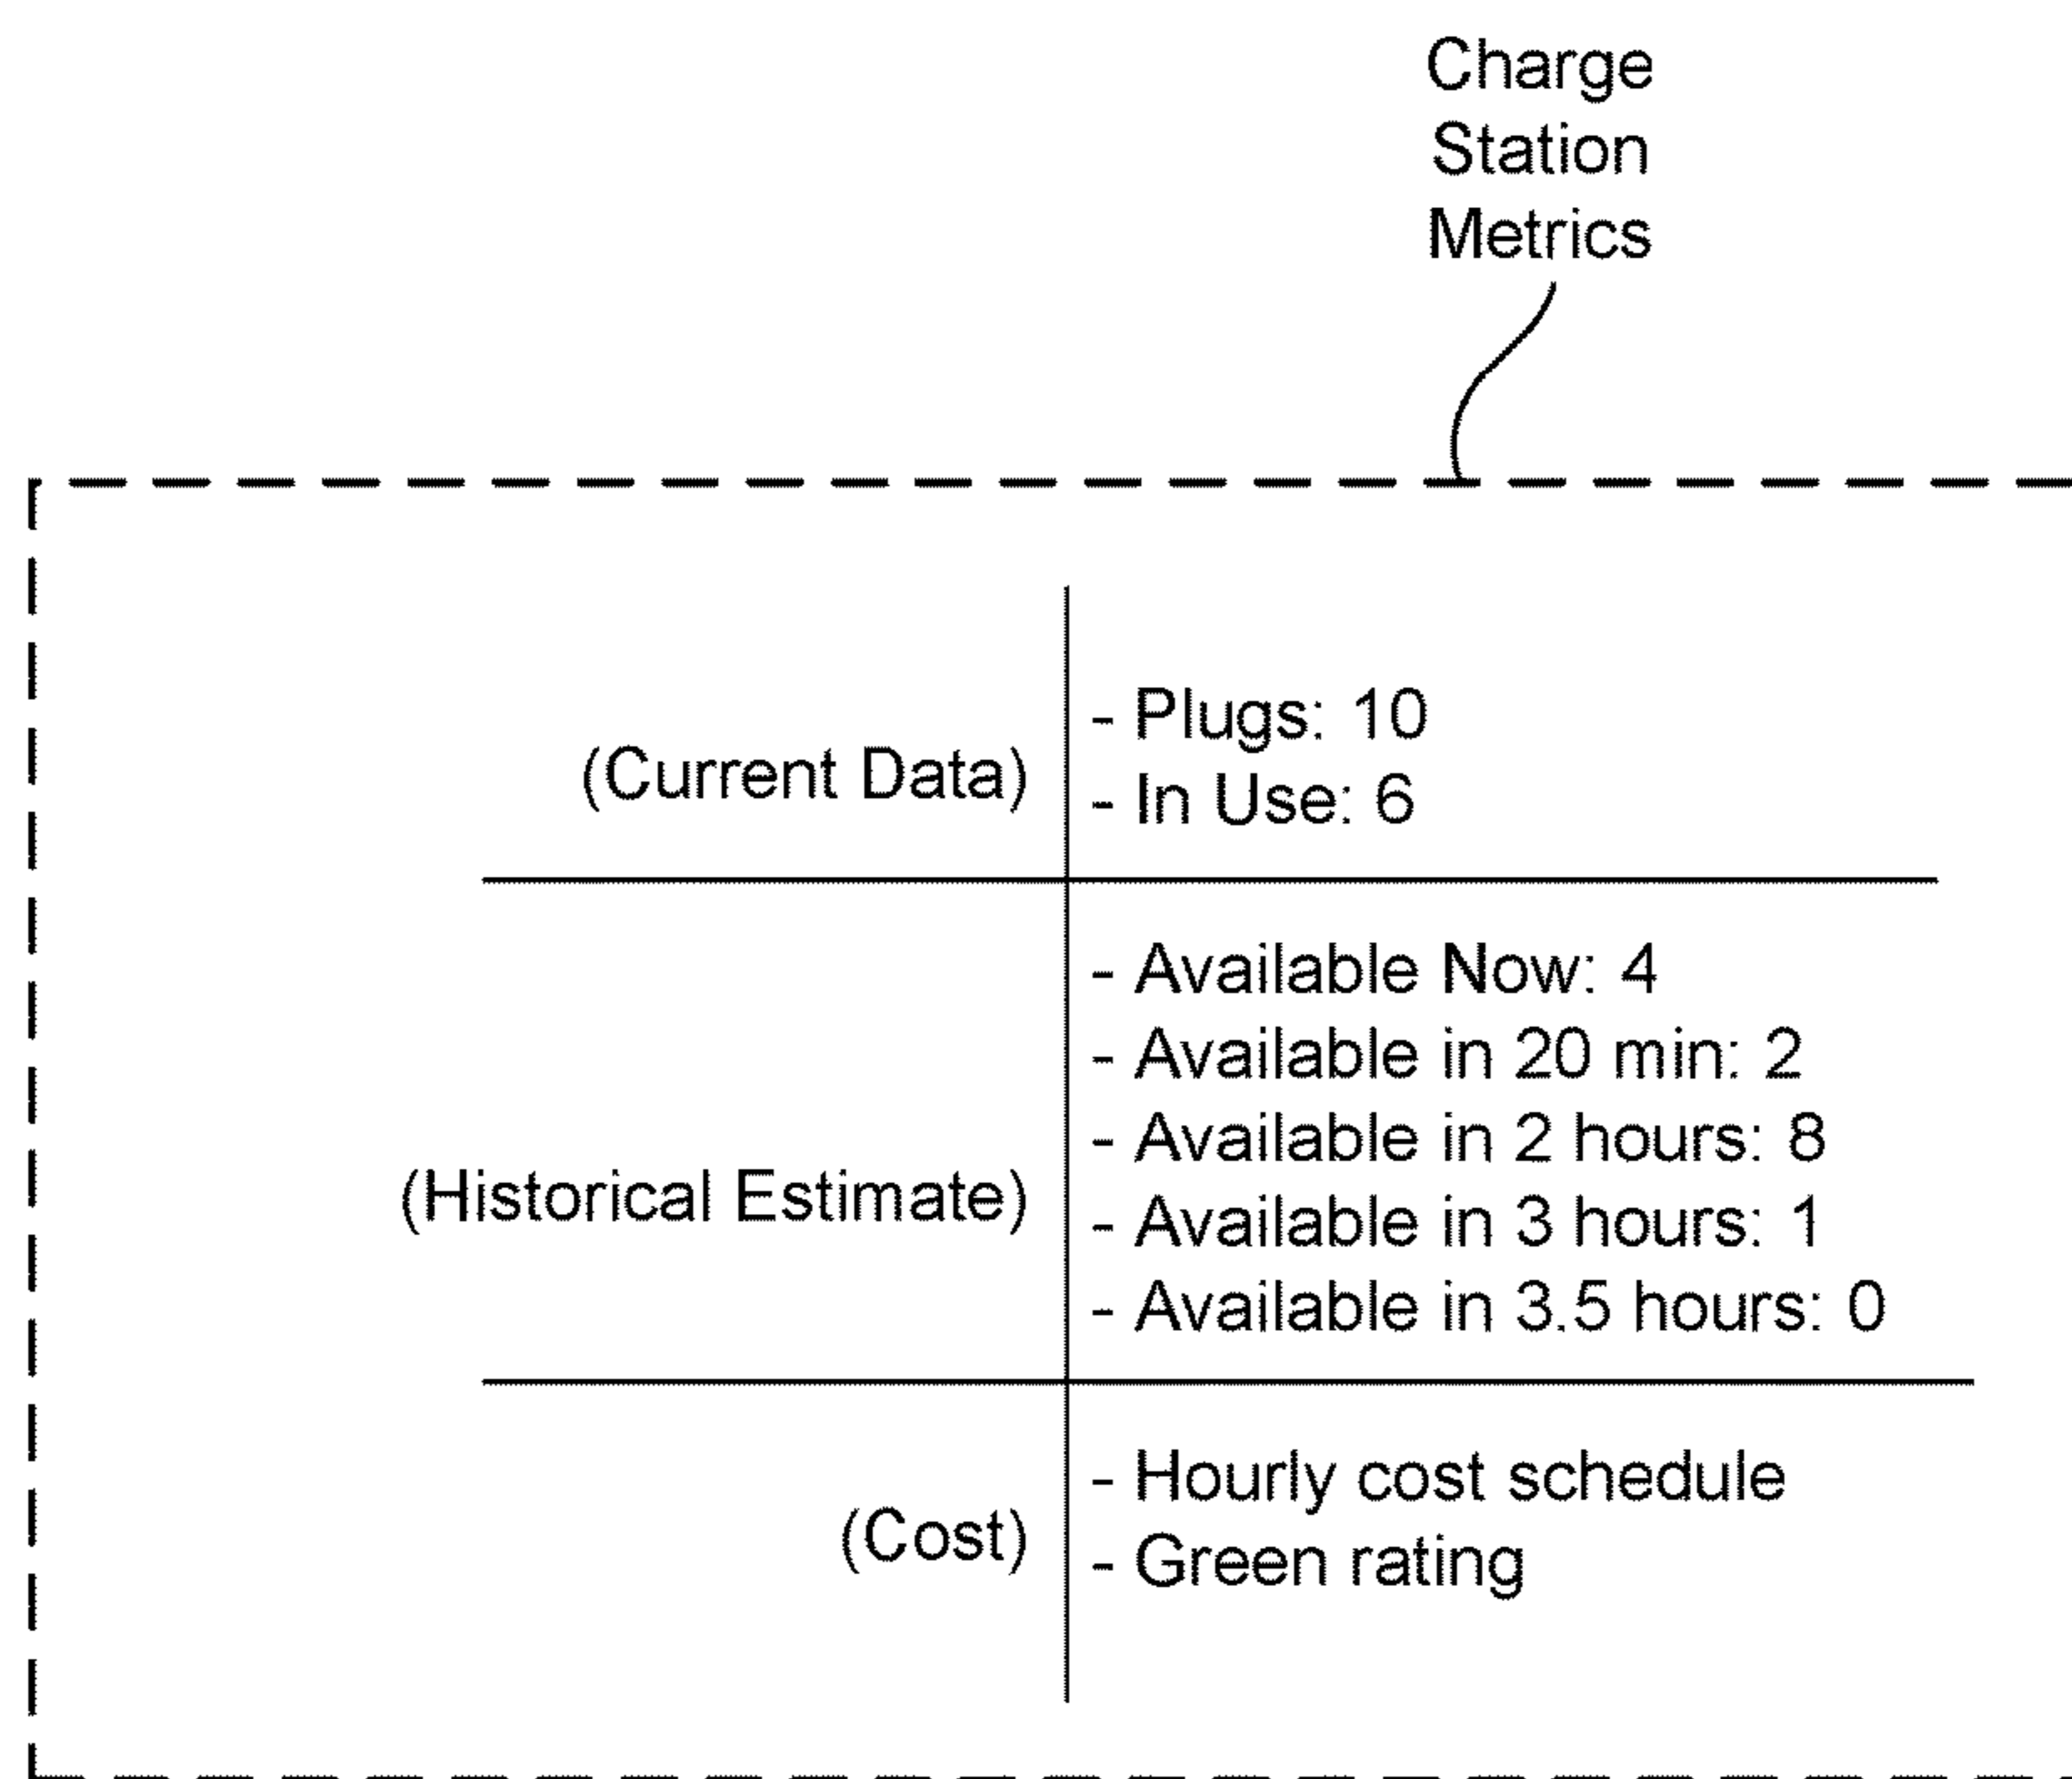 Charge
Station
Metrics
(Current Data)
- Plugs: 10
- In Use: 6
(Historical Estimate)
- Available Now: 4
- Available in 20 min: 2
- Available in 2 hours: 8
- Available in 3 hours: 1
- Available in 3.5 hours: 0
(Cost)
- Hourly cost schedule
- Green rating